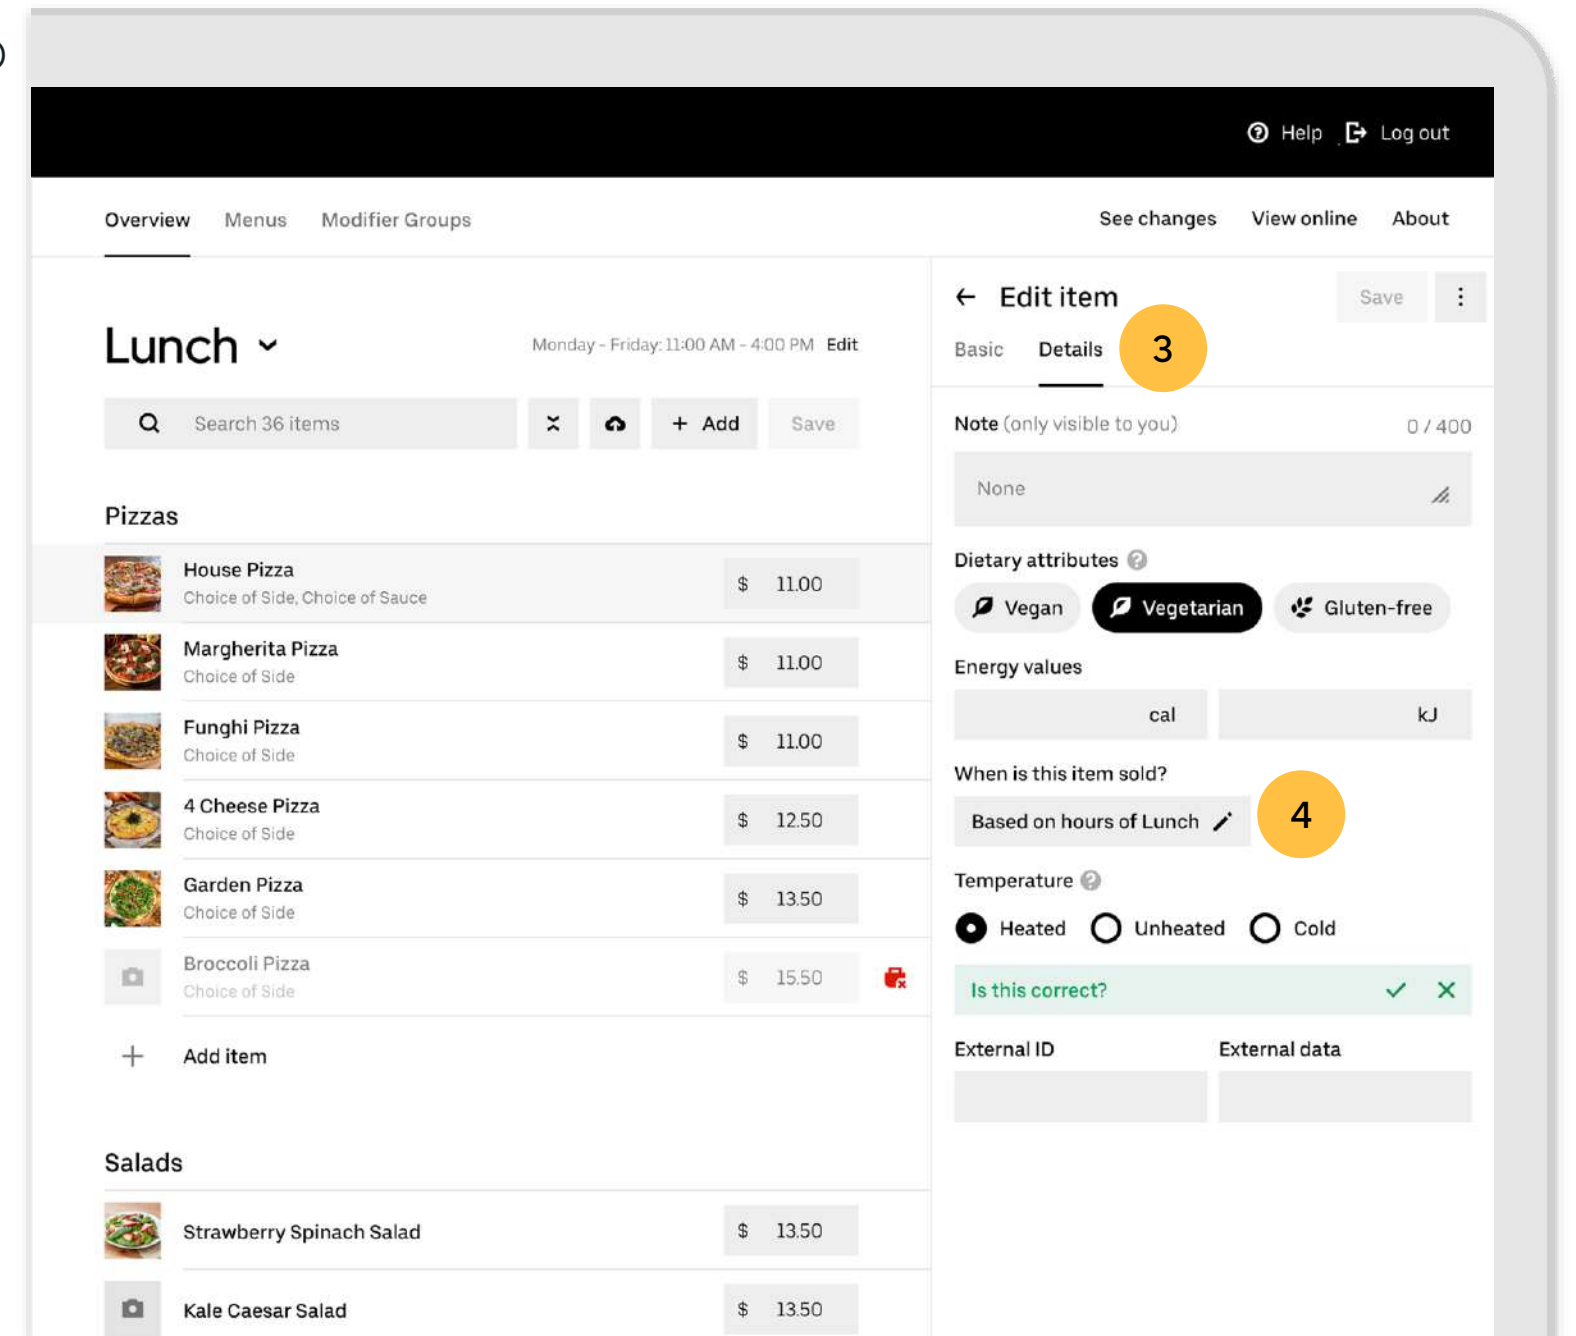 Help
Log out
Overview Menus Modifier Groups
See changes View online About
Lunch
Monday - Friday: 11:00 AM - 4:00 PM Edit
Search 36 items
+ Add
Save
Pizzas
House Pizza
Choice of Side, Choice of Sauce
$ 11.00
Margherita Pizza
Choice of Side
$ 11.00
Funghi Pizza
Choice of Side
$ 11.00
4 Cheese Pizza
Choice of Side
$ 12.50
Garden Pizza
Choice of Side
$ 13.50
Broccoli Pizza
Choice of Side
$ 15.50
+ Add item
Salads
Strawberry Spinach Salad
$ 13.50
Kale Caesar Salad
$ 13.50
← Edit item
Save
Basic Details
3
Note (only visible to you)
0 / 400
None
Dietary attributes ?
Vegan Vegetarian Gluten-free
Energy values
cal kJ
When is this item sold?
Based on hours of Lunch
4
Temperature ?
Heated Unheated Cold
Is this correct?
External ID External data